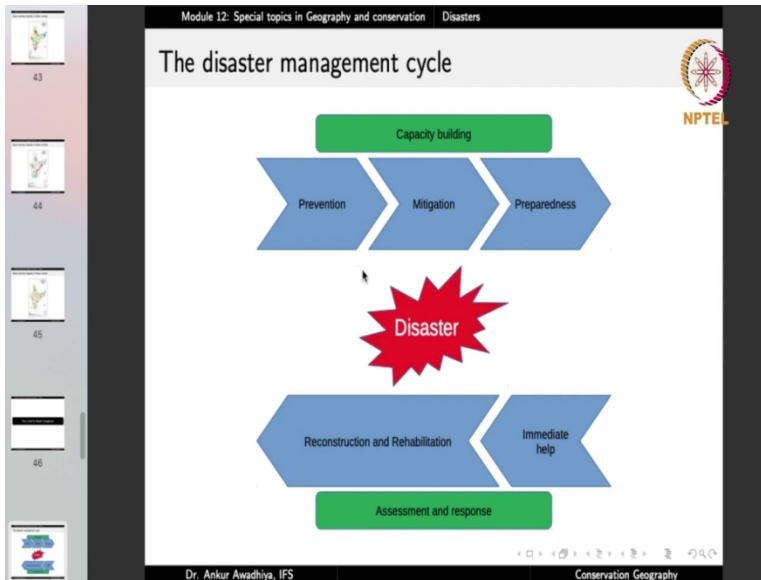 Module 12: Special topics in Geography and conservation Disasters
The disaster management cycle
NPTEL
Capacity building
Prevention Mitigation Preparedness
Disaster
Reconstruction and Rehabilitation
Immediate
help
Assessment and response
Dr. Ankur Awadhiya, IFS Conservation Geography
43
44
45
46